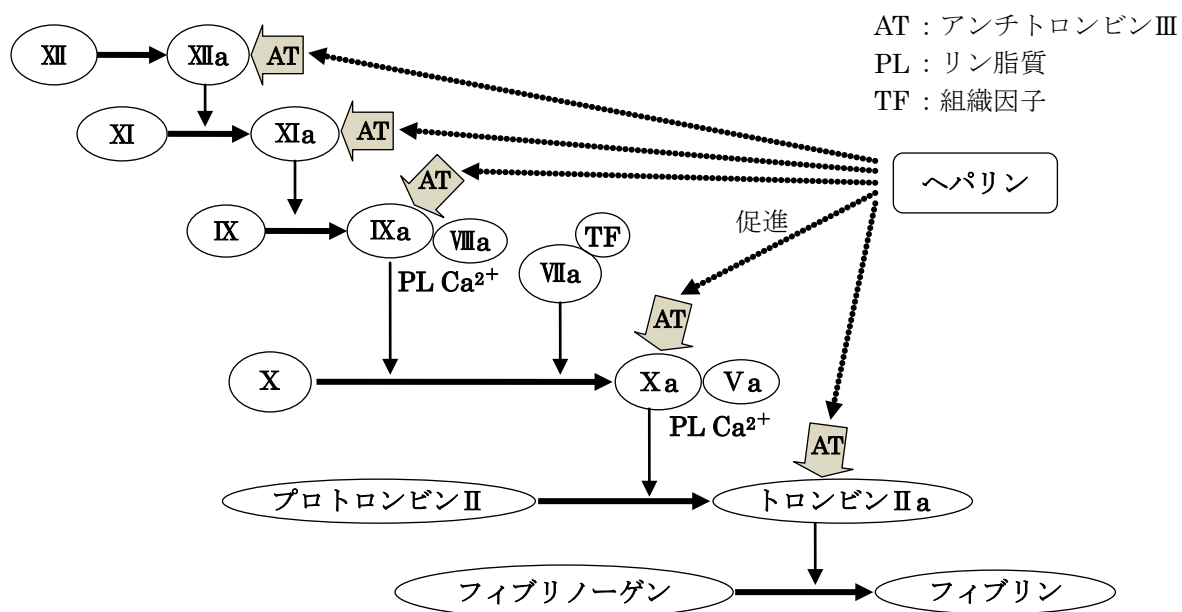 AT：アンチトロンビンⅢ
PL：リン脂質
TF：組織因子
Ⅻ
Ⅻa
AT
Ⅺ
Ⅺa
AT
ヘパリン
AT
Ⅸ
Ⅸa
Ⅷa
PL Ca²⁺
TF
Ⅶa
促進
AT
Ⅹ
Ⅹa
Ⅴa
PL Ca²⁺
AT
プロトロンビンⅡ
トロンビンⅡa
フィブリノーゲン
フィブリン